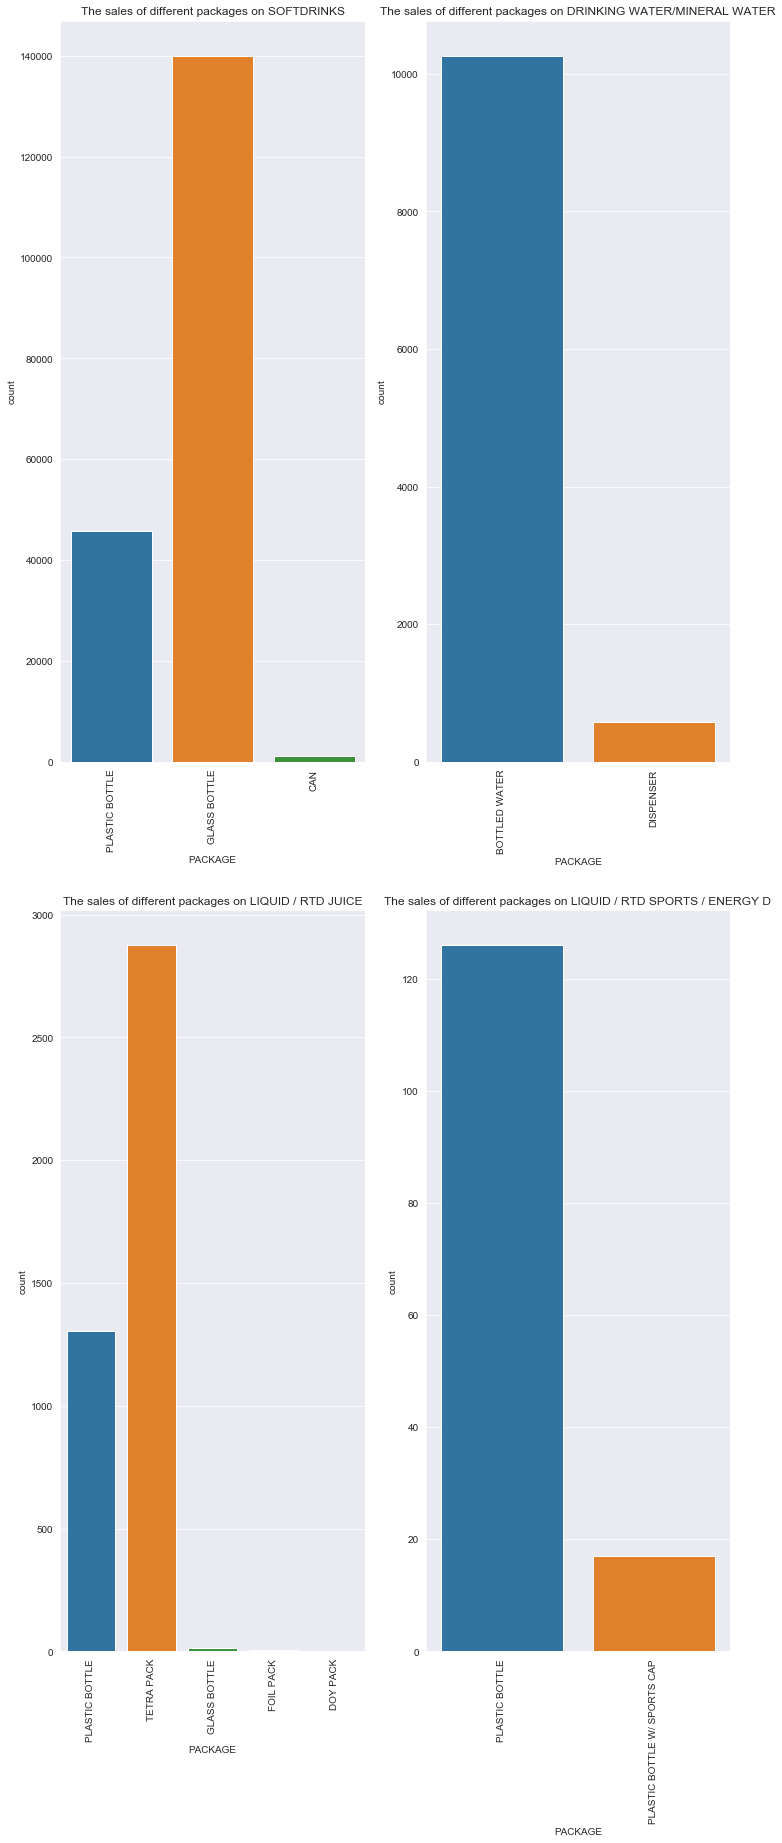 The sales of different packages on SOFTDRINKS
140000
120000
100000
80000
60000
40000
20000
0
count
PLASTIC BOTTLE
GLASS BOTTLE
CAN
PACKAGE
The sales of different packages on DRINKING WATER/MINERAL WATER
10000
8000
6000
4000
2000
0
count
BOTTLED WATER
DISPENSER
PACKAGE
The sales of different packages on LIQUID / RTD JUICE
3000
2500
2000
1500
1000
500
0
count
PLASTIC BOTTLE
TETRA PACK
GLASS BOTTLE
FOIL PACK
DOY PACK
PACKAGE
The sales of different packages on LIQUID / RTD SPORTS / ENERGY D
120
100
80
60
40
20
0
count
PLASTIC BOTTLE
PLASTIC BOTTLE W/ SPORTS CAP
PACKAGE